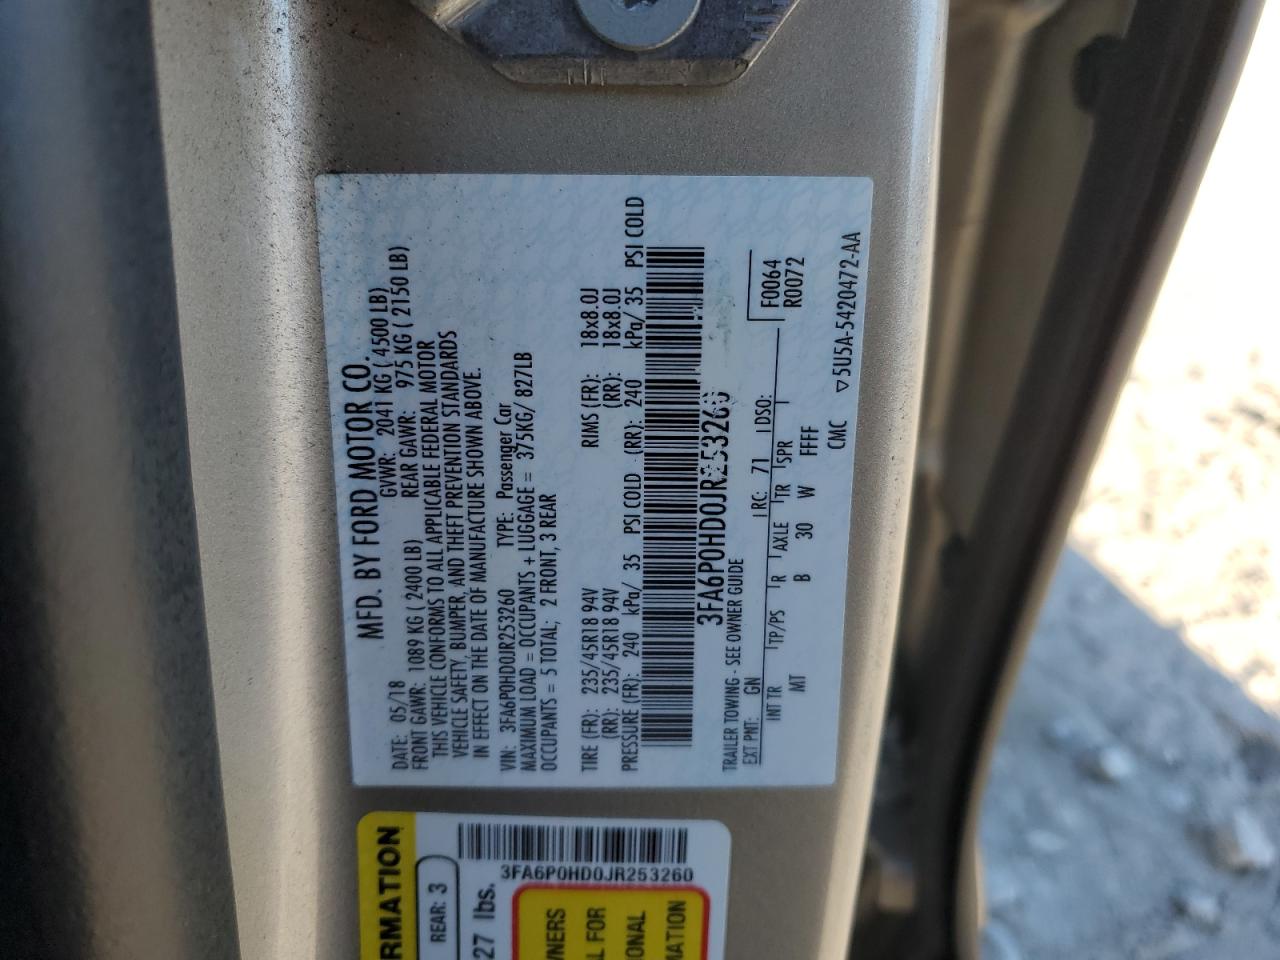 MFD. BY FORD MOTOR CO.
DATE: 05/18 GVWR: 2041 KG ( 4500 LB)
FRONT GAWR: 1089 KG ( 2400 LB) REAR GAWR: 975 KG ( 2150 LB)
THIS VEHICLE CONFORMS TO ALL APPLICABLE FEDERAL MOTOR
VEHICLE SAFETY, BUMPER, AND THEFT PREVENTION STANDARDS
IN EFFECT ON THE DATE OF MANUFACTURE SHOWN ABOVE.
VIN: 3FA6P0HD0JR253260 TYPE: Passenger Car
MAXIMUM LOAD = OCCUPANTS + LUGGAGE = 375KG/ 827LB
OCCUPANTS = 5 TOTAL; 2 FRONT, 3 REAR
TIRE (FR): 235/45R18 94V RIMS (FR): 18x8.0J
(RR): 235/45R18 94V (RR): 18x8.0J
PRESSURE (FR): 240 kPa/ 35 PSI COLD (RR): 240 kPa/ 35 PSI COLD
3FA6P0HD0JR253260
TRAILER TOWING - SEE OWNER GUIDE
EXT PNT: GN RC: 71 DSO: F0064
R0072
INT TR TP/PS R AXLE TR SPR
MT B 30 W FFFF
CMC ▽5U5A-5420472-AA
RMATION
REAR: 3
27 lbs.
3FA6P0HD0JR253260
NERS
L FOR
IONAL
MATION